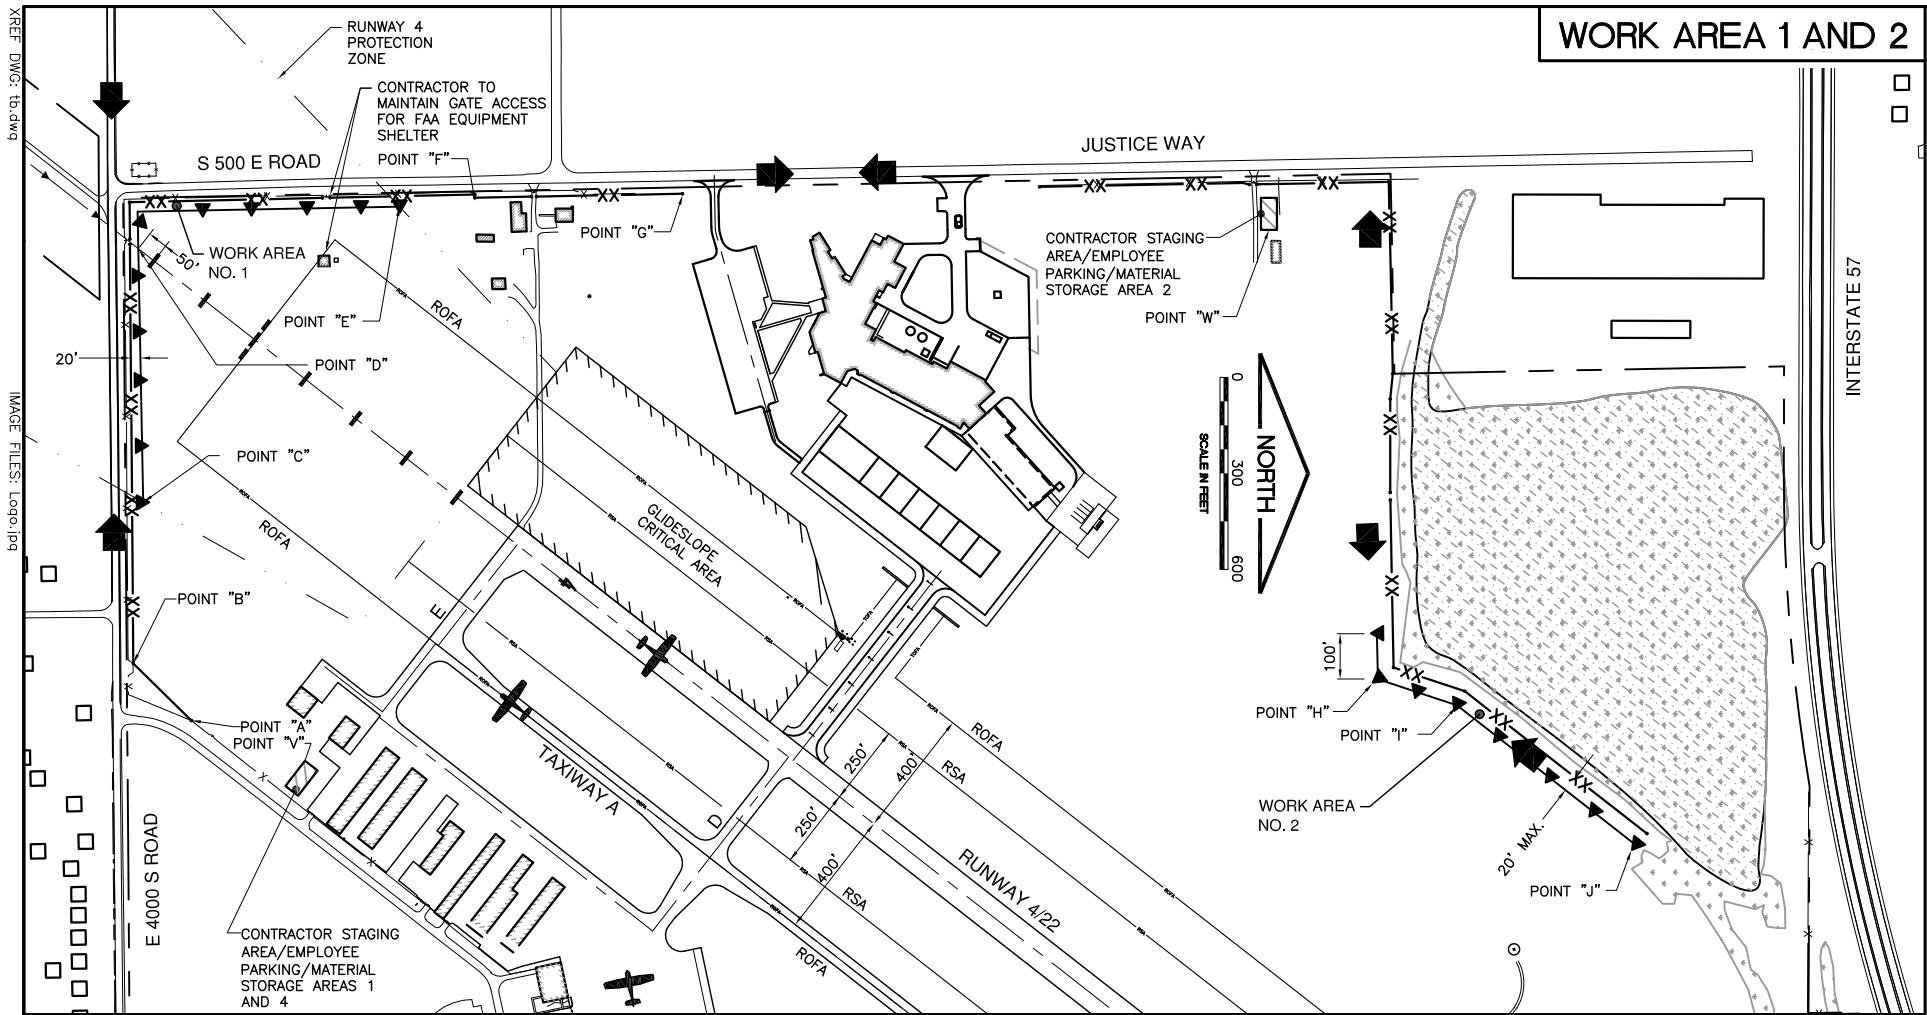 WORK AREA 1 AND 2
XREF DWG: tb.dwg
IMAGE FILES: Logo.jpg
RUNWAY 4
PROTECTION
ZONE
CONTRACTOR TO
MAINTAIN GATE ACCESS
FOR FAA EQUIPMENT
SHELTER
POINT "F"
S 500 E ROAD
JUSTICE WAY
INTERSTATE 57
POINT "G"
WORK AREA
NO. 1
50'
POINT "E"
POINT "D"
20'
POINT "C"
POINT "B"
POINT "A"
POINT "V"
ROFA
ROFA
GLIDESLOPE
CRITICAL AREA
CONTRACTOR STAGING
AREA/EMPLOYEE
PARKING/MATERIAL
STORAGE AREA 2
POINT "W"
0
300
600
SCALE IN FEET
NORTH
100'
POINT "H"
POINT "I"
WORK AREA
NO. 2
20' MAX.
POINT "J"
E
D
TAXIWAY A
RUNWAY 4/22
250'
400'
250'
400'
ROFA
RSA
RSA
ROFA
E 4000 S ROAD
CONTRACTOR STAGING
AREA/EMPLOYEE
PARKING/MATERIAL
STORAGE AREAS 1
AND 4